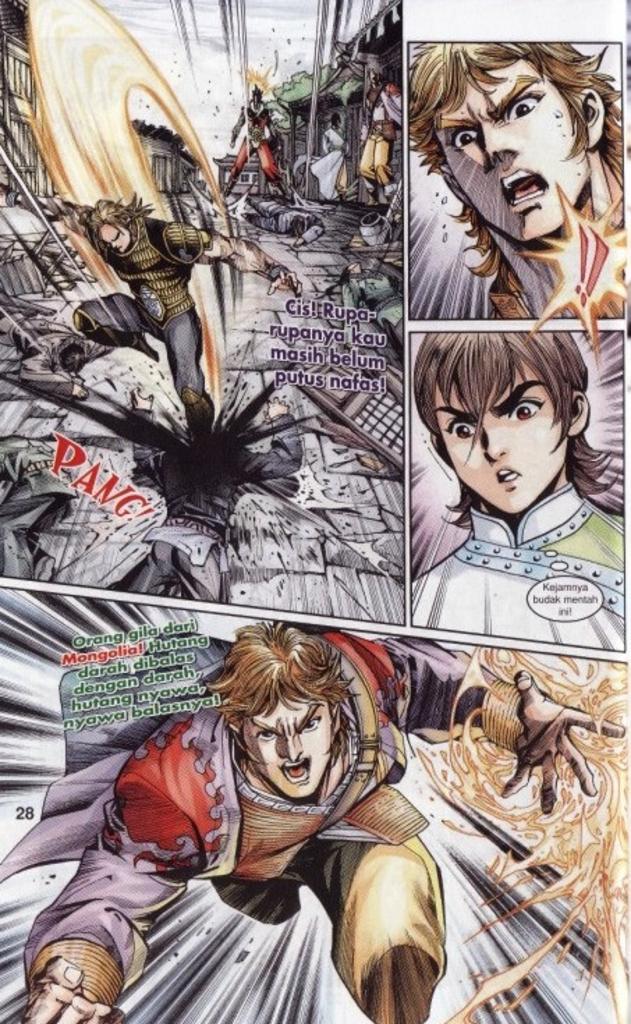 Cis! Rupa-
rupanya kau
masih belum
putus nafas!
PANG!
!!
Kejamnya
budak mentah
ini!
Orang gila dari
Mongolia! Hutang
darah dibalas
dengan darah,
hutang nyawa,
nyawa balasnya!
28